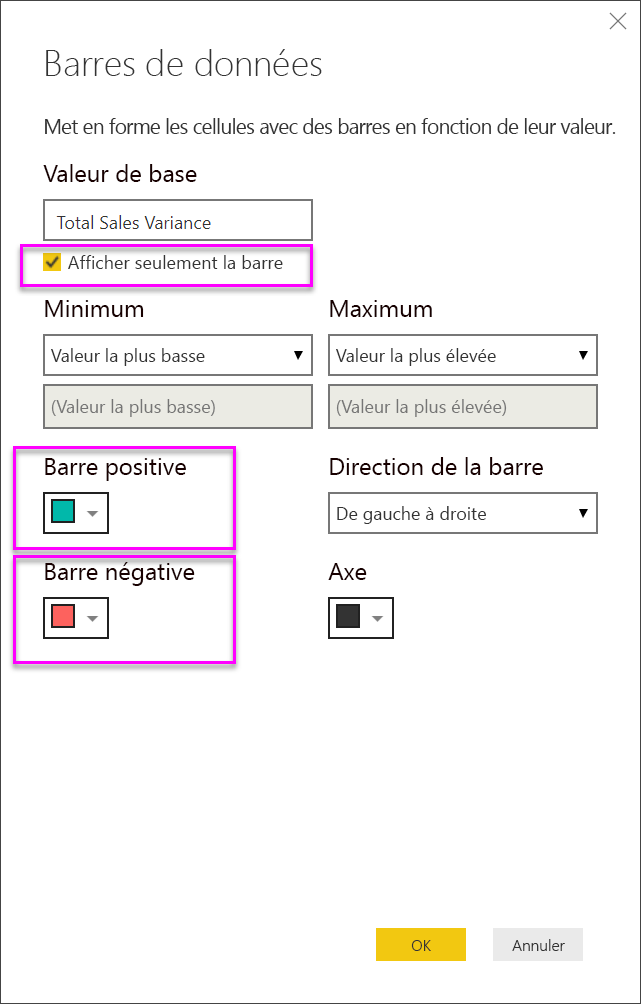 Barres de données
Met en forme les cellules avec des barres en fonction de leur valeur.
Valeur de base
Total Sales Variance
Afficher seulement la barre
Minimum
Maximum
Valeur la plus basse
Valeur la plus élevée
(Valeur la plus basse)
(Valeur la plus élevée)
Barre positive
Direction de la barre
De gauche à droite
Barre négative
Axe
OK
Annuler